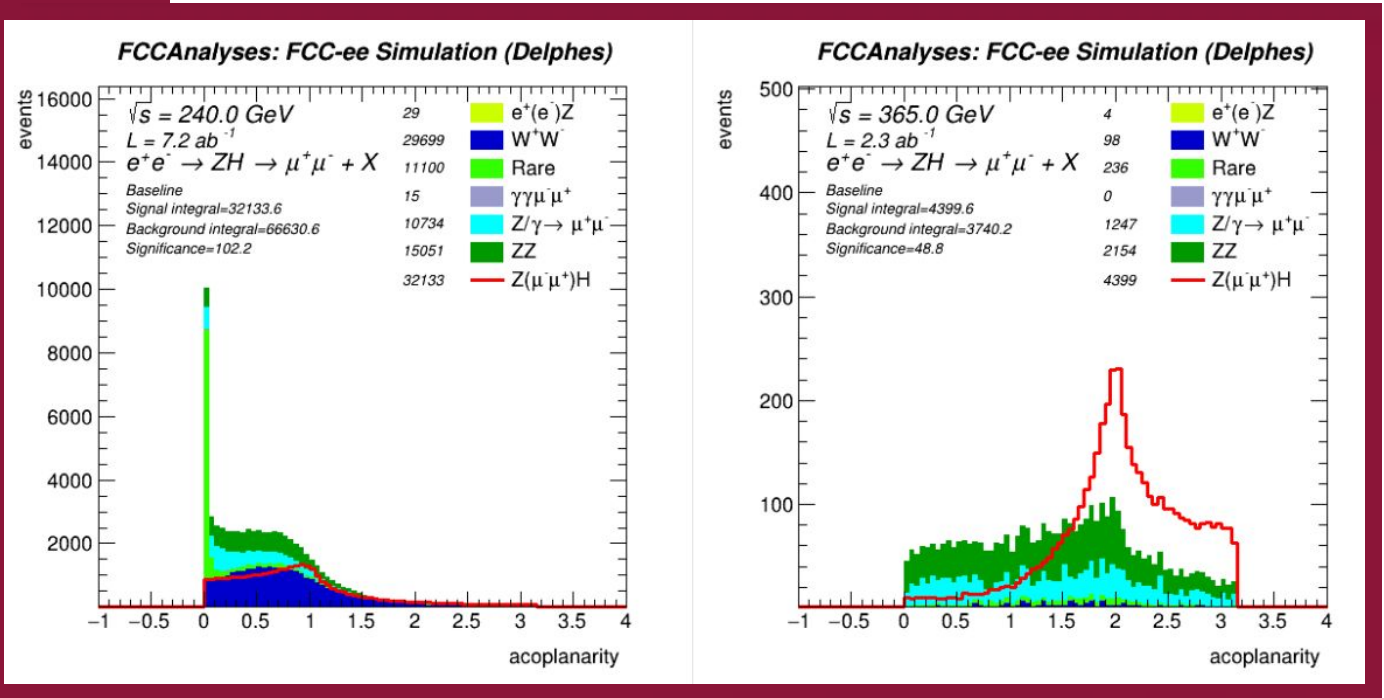 FCCAnalyses: FCC-ee Simulation (Delphes)
events
16000
14000
12000
10000
8000
6000
4000
2000
√s = 240.0 GeV
L = 7.2 ab⁻¹
e⁺e⁻ → ZH → μ⁺μ⁻ + X
Baseline
Signal integral=32133.6
Background integral=66630.6
Significance=102.2
29 e⁺(e⁻)Z
29699 W⁺W⁻
11100 Rare
15 γγμ⁻μ⁺
10734 Z/γ→ μ⁺μ⁻
15051 ZZ
32133 Z(μ⁻μ⁺)H
−1 −0.5 0 0.5 1 1.5 2 2.5 3 3.5 4
acoplanarity
FCCAnalyses: FCC-ee Simulation (Delphes)
events
500
400
300
200
100
√s = 365.0 GeV
L = 2.3 ab⁻¹
e⁺e⁻ → ZH → μ⁺μ⁻ + X
Baseline
Signal integral=4399.6
Background integral=3740.2
Significance=48.8
4 e⁺(e⁻)Z
98 W⁺W⁻
236 Rare
0 γγμ⁻μ⁺
1247 Z/γ→ μ⁺μ⁻
2154 ZZ
4399 Z(μ⁻μ⁺)H
−1 −0.5 0 0.5 1 1.5 2 2.5 3 3.5 4
acoplanarity